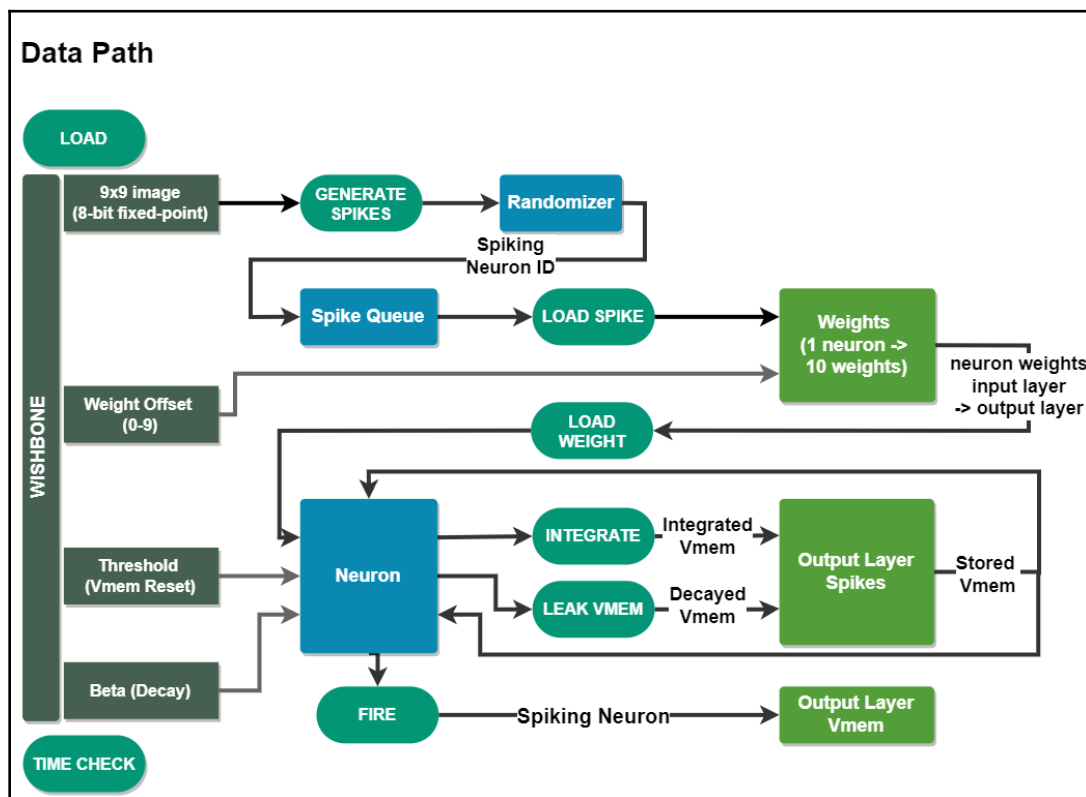 Data Path
LOAD
WISHBONE
9x9 image
(8-bit fixed-point)
GENERATE
SPIKES
Randomizer
Spiking
Neuron ID
Spike Queue
LOAD SPIKE
Weights
(1 neuron ->
10 weights)
neuron weights
input layer
-> output layer
Weight Offset
(0-9)
LOAD
WEIGHT
Threshold
(Vmem Reset)
Neuron
INTEGRATE
Integrated
Vmem
LEAK VMEM
Decayed
Vmem
Output Layer
Spikes
Stored
Vmem
Beta (Decay)
FIRE
Spiking Neuron
Output Layer
Vmem
TIME CHECK